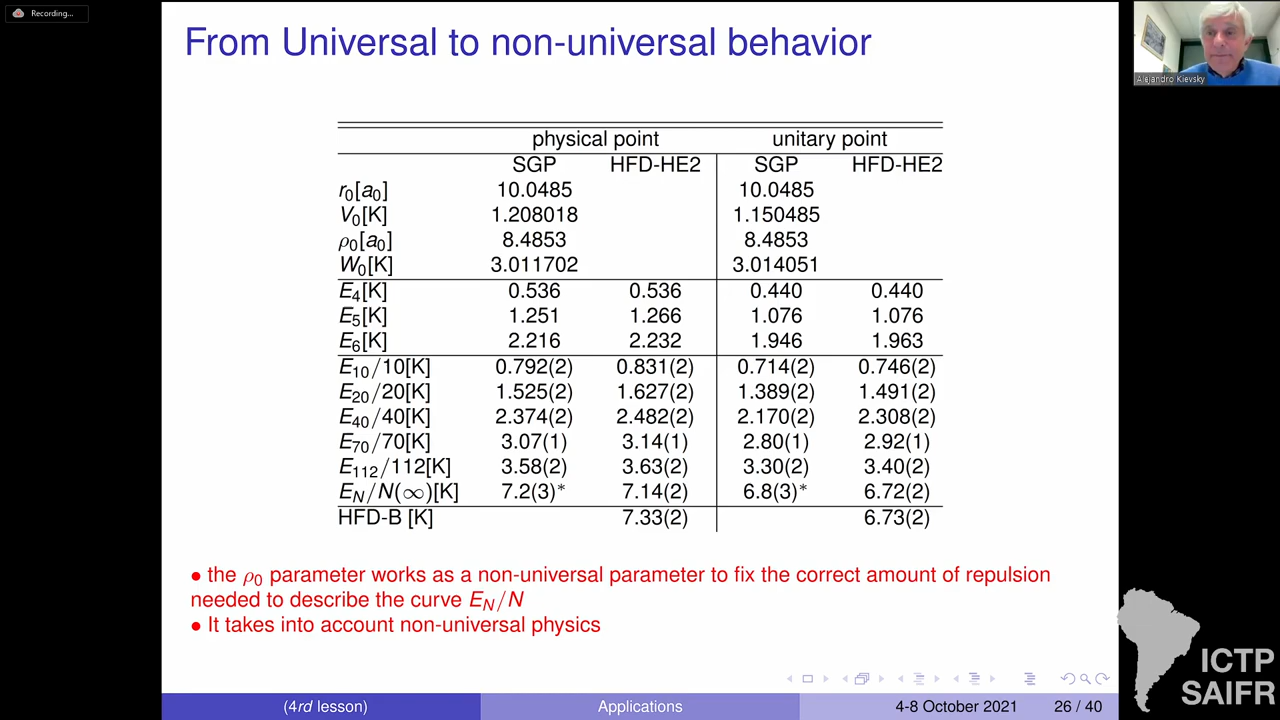 Recording...
From Universal to non-universal behavior
Alejandro Kievsky
physical point unitary point
SGP HFD-HE2 SGP HFD-HE2
r₀[a₀] 10.0485 10.0485
V₀[K] 1.208018 1.150485
ρ₀[a₀] 8.4853 8.4853
W₀[K] 3.011702 3.014051
E₄[K] 0.536 0.536 0.440 0.440
E₅[K] 1.251 1.266 1.076 1.076
E₆[K] 2.216 2.232 1.946 1.963
E₁₀/10[K] 0.792(2) 0.831(2) 0.714(2) 0.746(2)
E₂₀/20[K] 1.525(2) 1.627(2) 1.389(2) 1.491(2)
E₄₀/40[K] 2.374(2) 2.482(2) 2.170(2) 2.308(2)
E₇₀/70[K] 3.07(1) 3.14(1) 2.80(1) 2.92(1)
E₁₁₂/112[K] 3.58(2) 3.63(2) 3.30(2) 3.40(2)
E_N/N(∞)[K] 7.2(3)* 7.14(2) 6.8(3)* 6.72(2)
HFD-B [K] 7.33(2) 6.73(2)
• the ρ₀ parameter works as a non-universal parameter to fix the correct amount of repulsion
needed to describe the curve E_N/N
• It takes into account non-universal physics
ICTP
SAIFR
(4rd lesson) Applications 4-8 October 2021 26 / 40